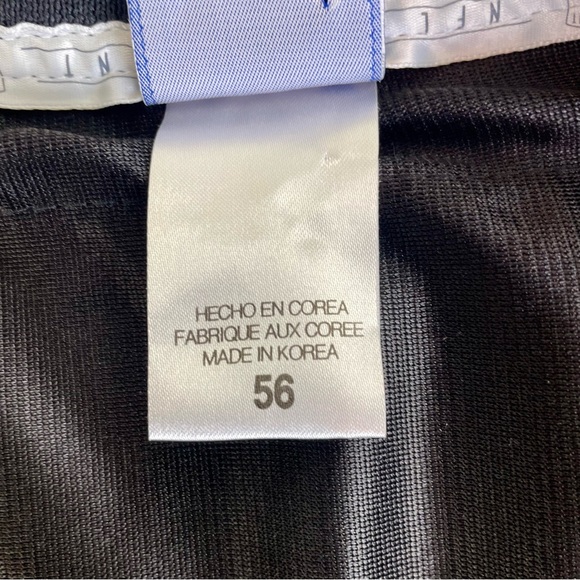 T N
N F L
HECHO EN COREA
FABRIQUE AUX COREE
MADE IN KOREA
56